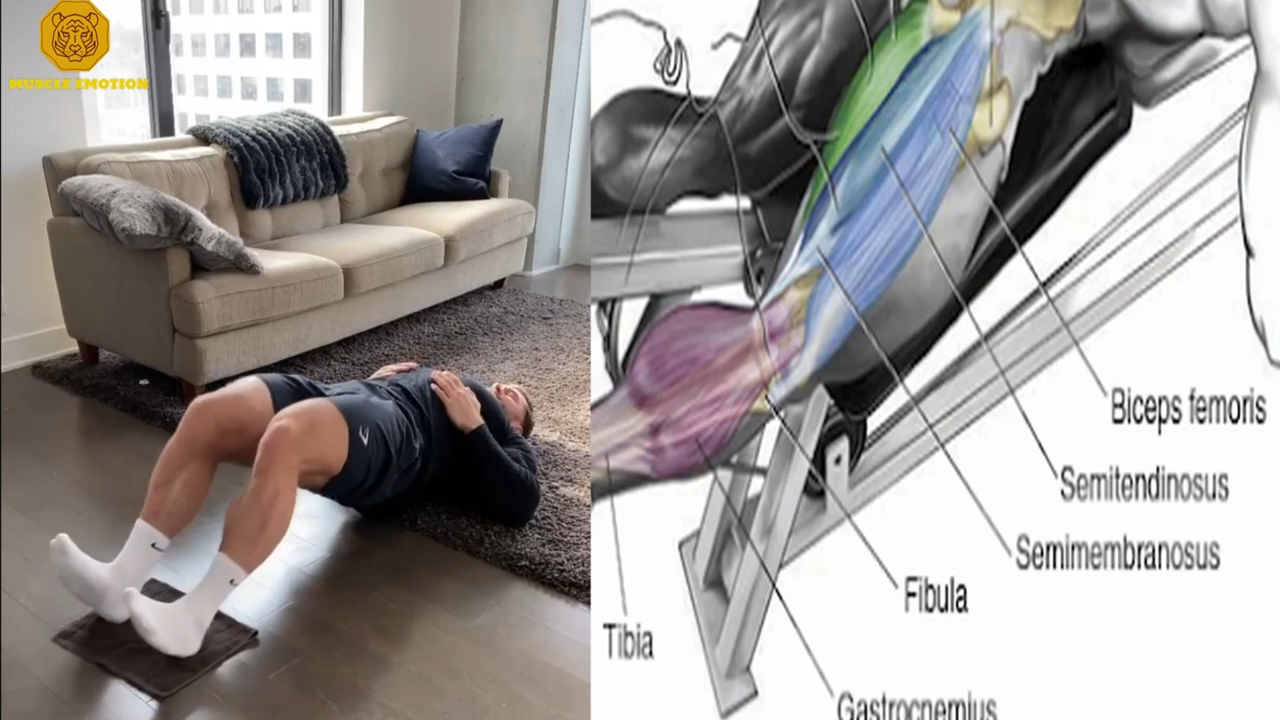 MUSCLE EMOTION
Biceps femoris
Semitendinosus
Semimembranosus
Fibula
Tibia
Gastrocnemius